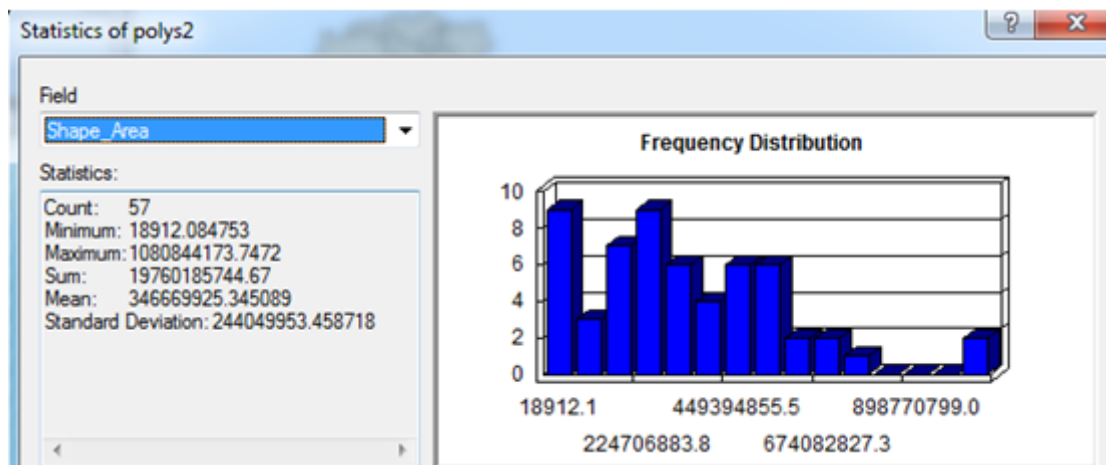 Statistics of polys2
Field
Shape_Area
Statistics:
Count: 57
Minimum: 18912.084753
Maximum: 1080844173.7472
Sum: 19760185744.67
Mean: 346669925.345089
Standard Deviation: 244049953.458718
Frequency Distribution
10
8
6
4
2
0
18912.1 449394855.5 898770799.0
224706883.8 674082827.3